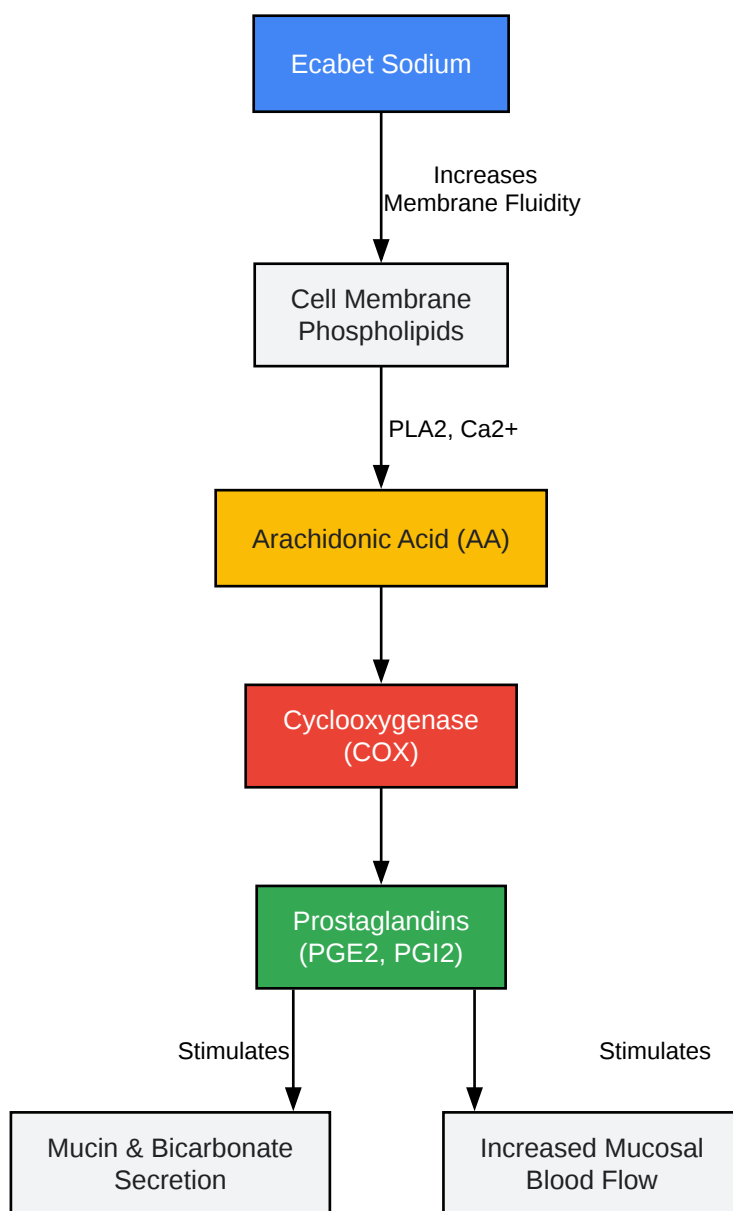 Ecabet Sodium
Increases
Membrane Fluidity
Cell Membrane
Phospholipids
PLA2, Ca2+
Arachidonic Acid (AA)
Cyclooxygenase
(COX)
Prostaglandins
(PGE2, PGI2)
Stimulates
Stimulates
Mucin & Bicarbonate
Secretion
Increased Mucosal
Blood Flow